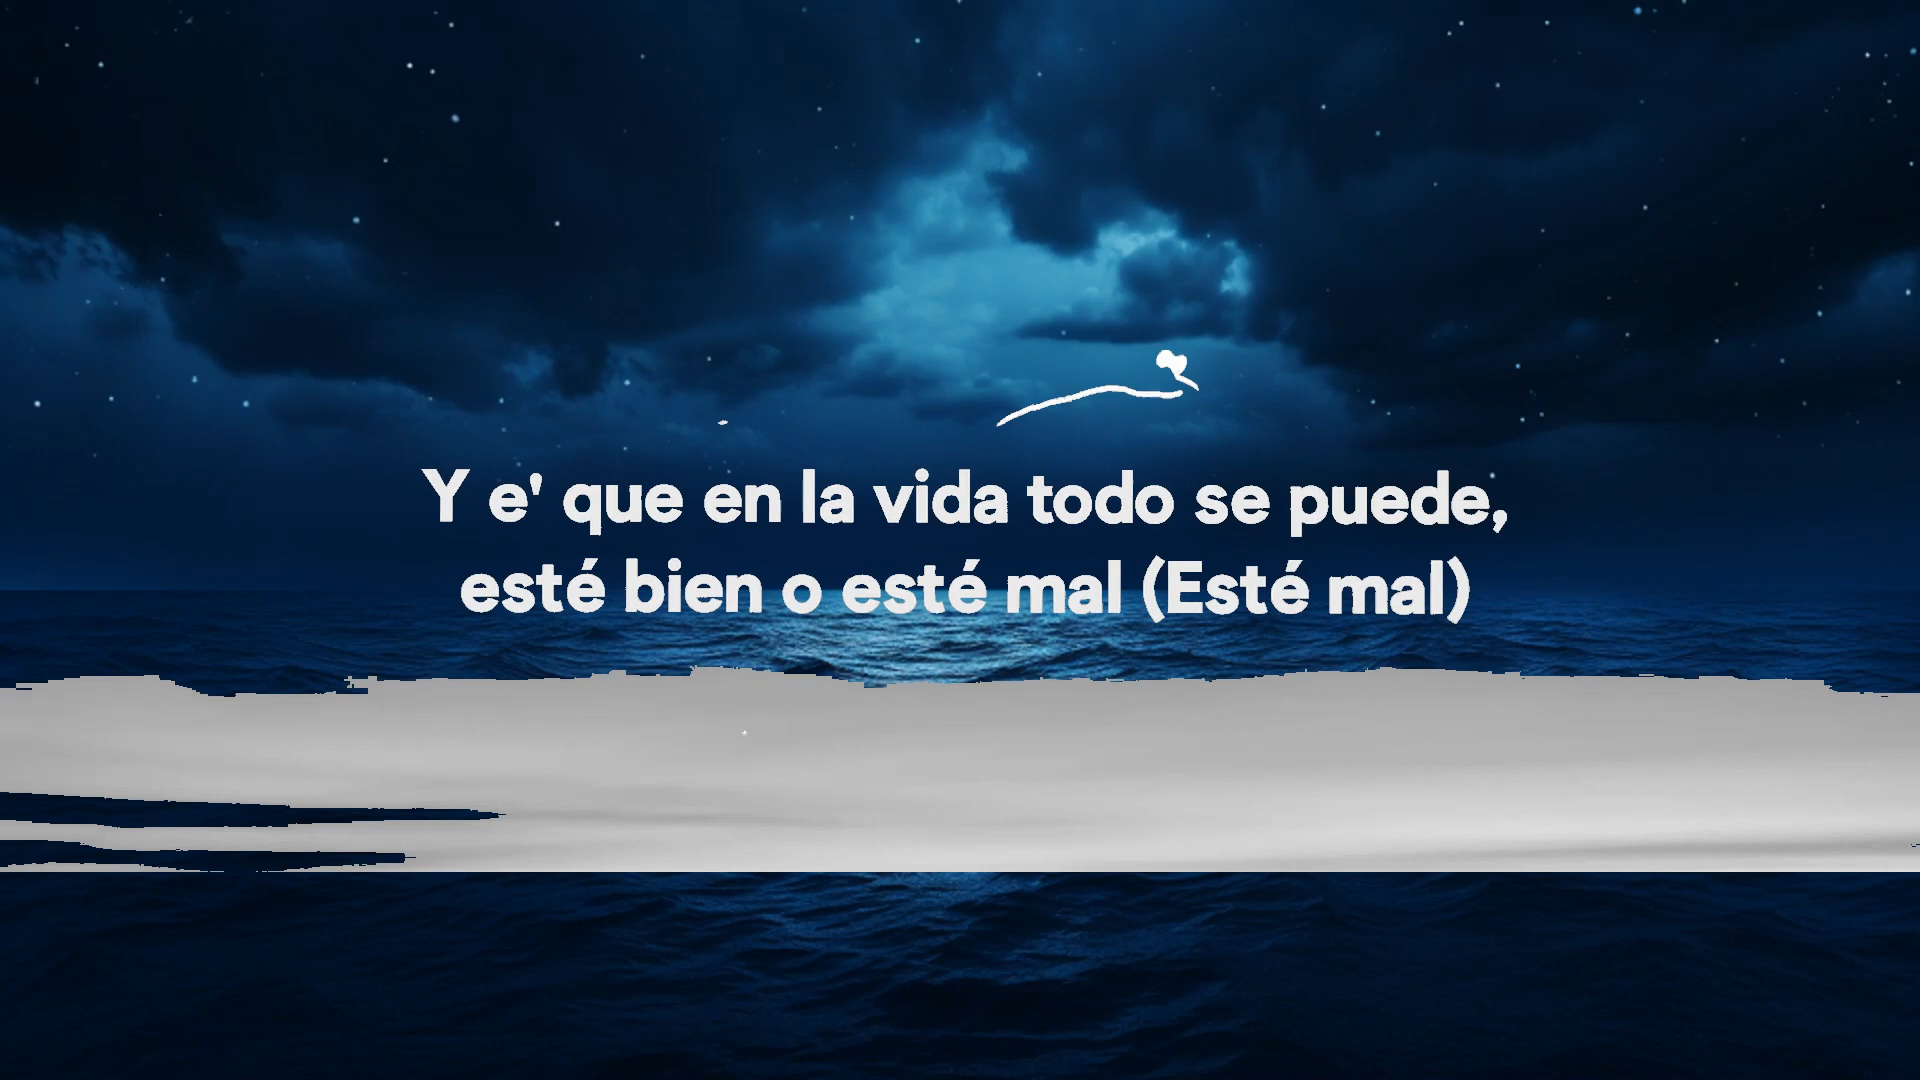 Y e' que en la vida todo se puede,
esté bien o esté mal (Esté mal)